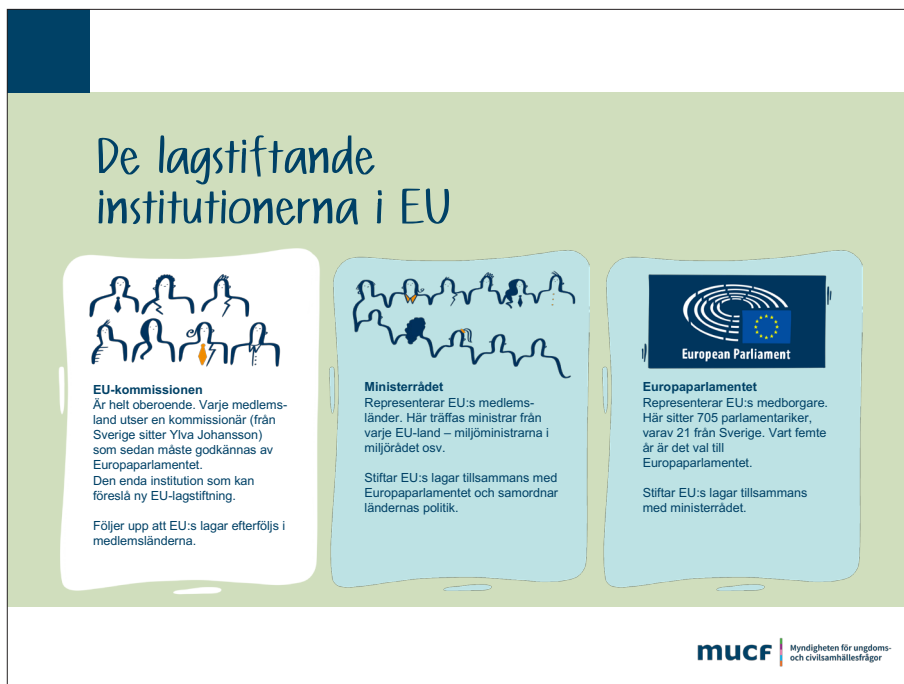 De lagstiftande
institutionerna i EU
EU-kommissionen
Är helt oberoende. Varje medlems-
land utser en kommissionär (från
Sverige sitter Ylva Johansson)
som sedan måste godkännas av
Europaparlamentet.
Den enda institution som kan
föreslå ny EU-lagstiftning.
Följer upp att EU:s lagar efterföljs i
medlemsländerna.
Ministerrådet
Representerar EU:s medlems-
länder. Här träffas ministrar från
varje EU-land – miljöministrarna i
miljörådet osv.
Stiftar EU:s lagar tillsammans med
Europaparlamentet och samordnar
ländernas politik.
European Parliament
Europaparlamentet
Representerar EU:s medborgare.
Här sitter 705 parlamentariker,
varav 21 från Sverige. Vart femte
år är det val till
Europaparlamentet.
Stiftar EU:s lagar tillsammans
med ministerrådet.
mucf
Myndigheten för ungdoms-
och civilsamhällesfrågor